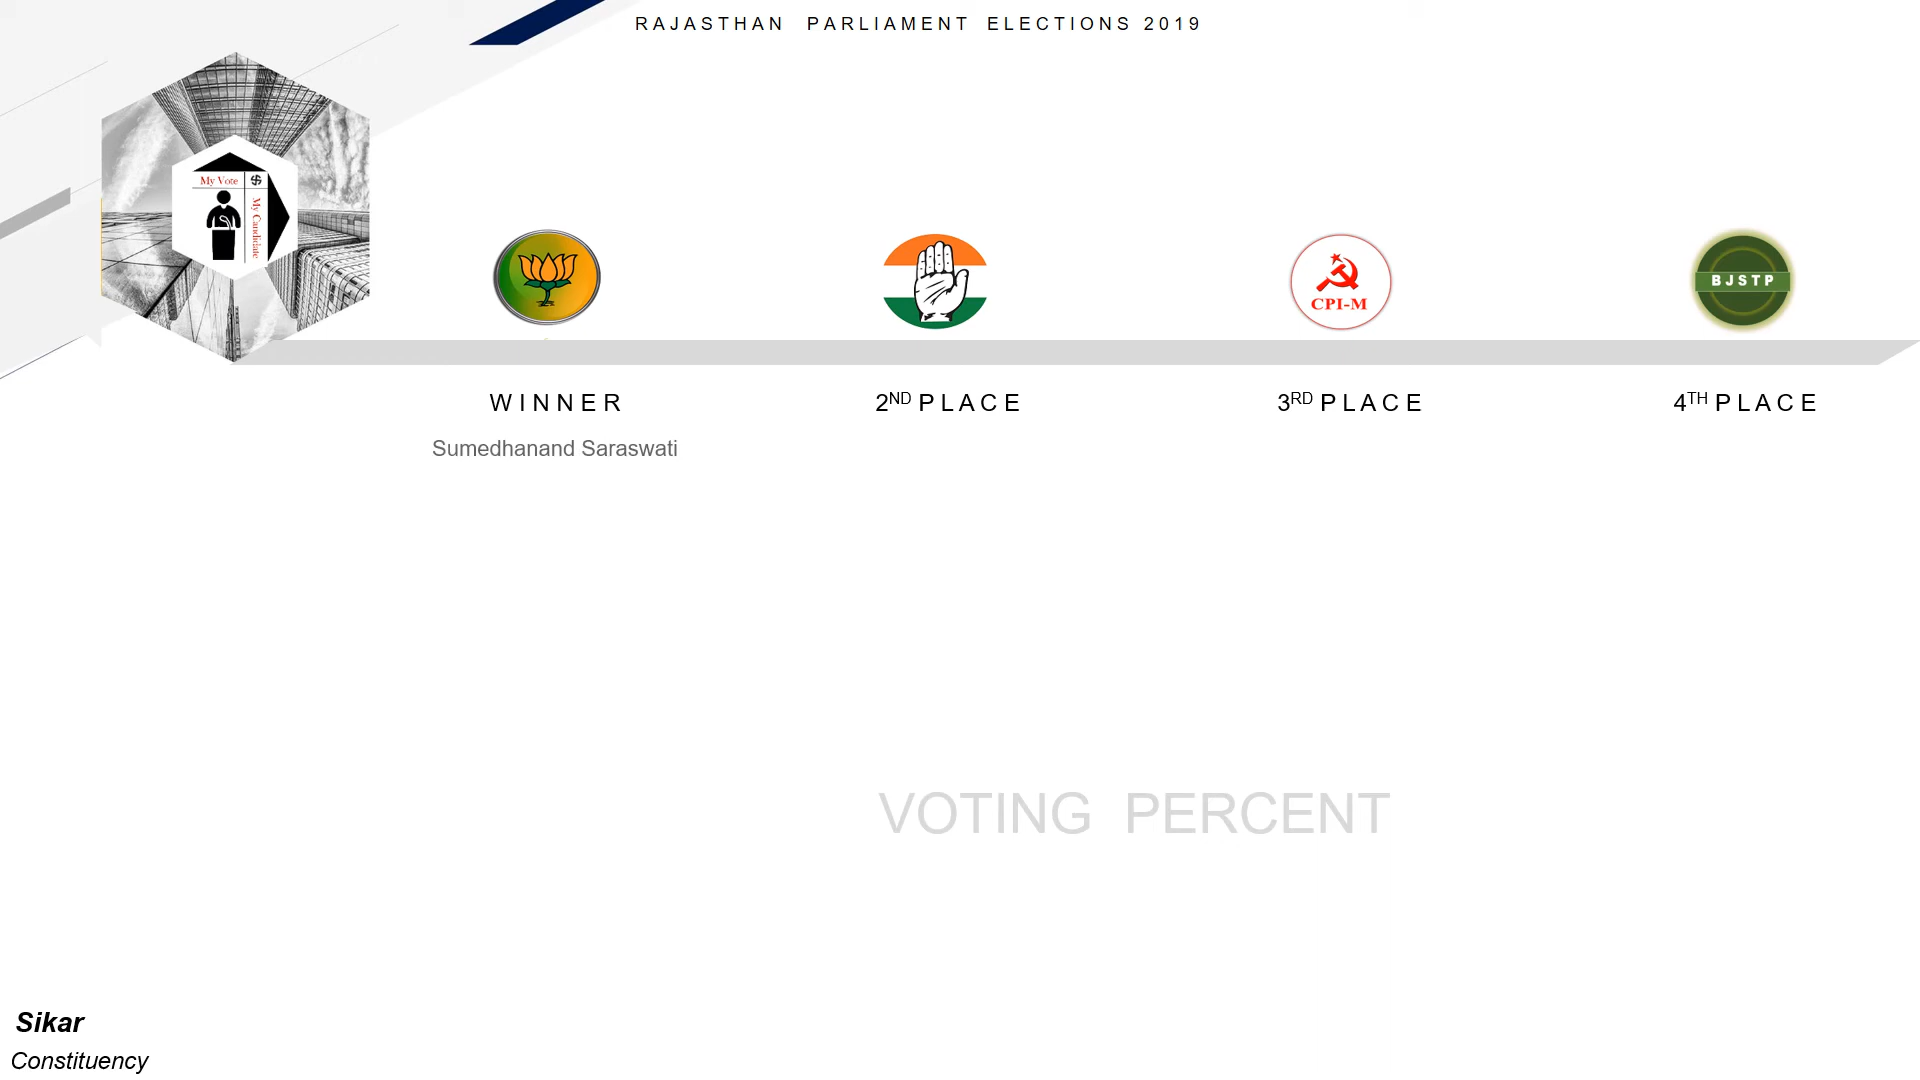 RAJASTHAN PARLIAMENT ELECTIONS 2019
My Vote
My Candidate
CPI-M
BJSTP
WINNER
2ND PLACE
3RD PLACE
4TH PLACE
Sumedhanand Saraswati
VOTING PERCENT
Sikar
Constituency